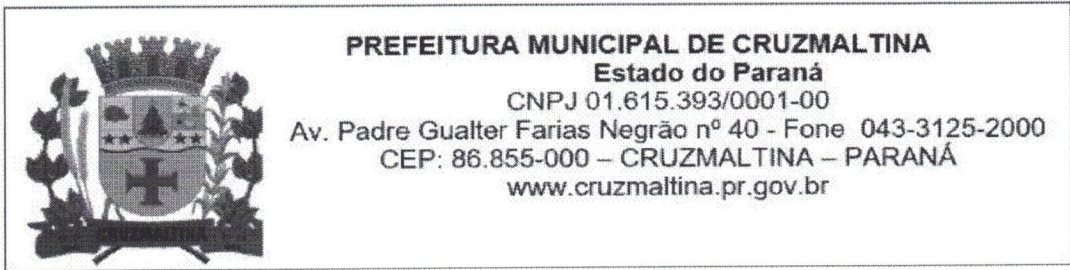 PREFEITURA MUNICIPAL DE CRUZMALTINA
Estado do Paraná
CNPJ 01.615.393/0001-00
Av. Padre Gualter Farias Negrão nº 40 - Fone 043-3125-2000
CEP: 86.855-000 – CRUZMALTINA – PARANÁ
www.cruzmaltina.pr.gov.br
CRUZMALTINA